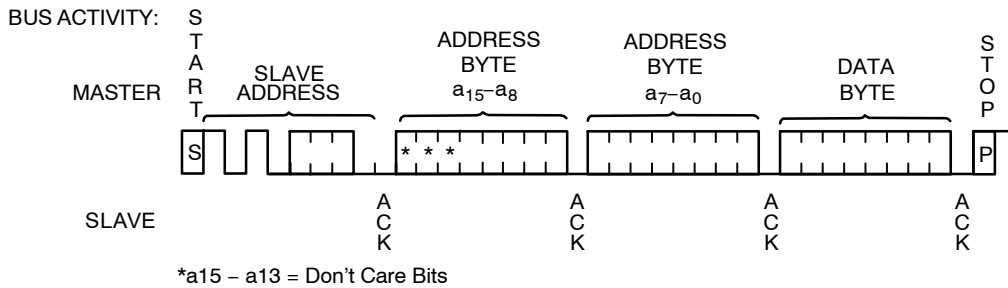 BUS ACTIVITY:
MASTER
START
SLAVE
ADDRESS
ADDRESS
BYTE
a15–a8
ADDRESS
BYTE
a7–a0
DATA
BYTE
STOP
S
* * *
P
SLAVE
ACK
ACK
ACK
ACK
*a15 – a13 = Don't Care Bits